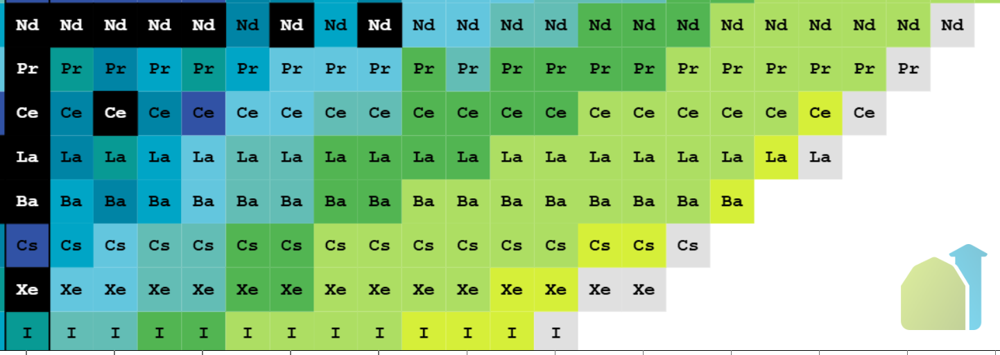 Nd Nd Nd Nd Nd Nd Nd Nd Nd Nd Nd Nd Nd Nd Nd Nd Nd Nd Nd Nd Nd Nd
Pr Pr Pr Pr Pr Pr Pr Pr Pr Pr Pr Pr Pr Pr Pr Pr Pr Pr Pr Pr Pr
Ce Ce Ce Ce Ce Ce Ce Ce Ce Ce Ce Ce Ce Ce Ce Ce Ce Ce Ce Ce
La La La La La La La La La La La La La La La La La La La
Ba Ba Ba Ba Ba Ba Ba Ba Ba Ba Ba Ba Ba Ba Ba Ba Ba
Cs Cs Cs Cs Cs Cs Cs Cs Cs Cs Cs Cs Cs Cs Cs Cs
Xe Xe Xe Xe Xe Xe Xe Xe Xe Xe Xe Xe Xe Xe Xe
I I I I I I I I I I I I I